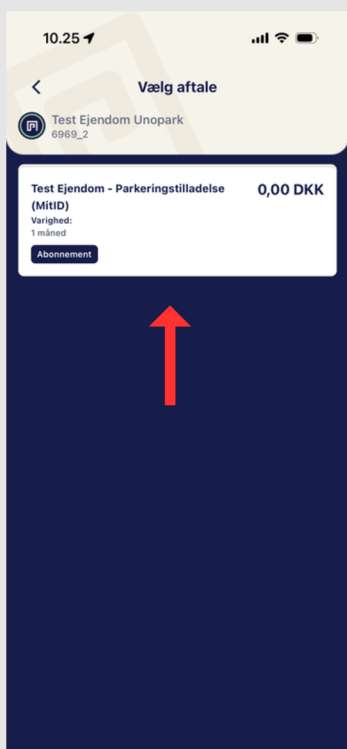 10.25
Vælg aftale
Test Ejendom Unopark
6969_2
Test Ejendom - Parkeringstilladelse
(MitID)
0,00 DKK
Varighed:
1 måned
Abonnement